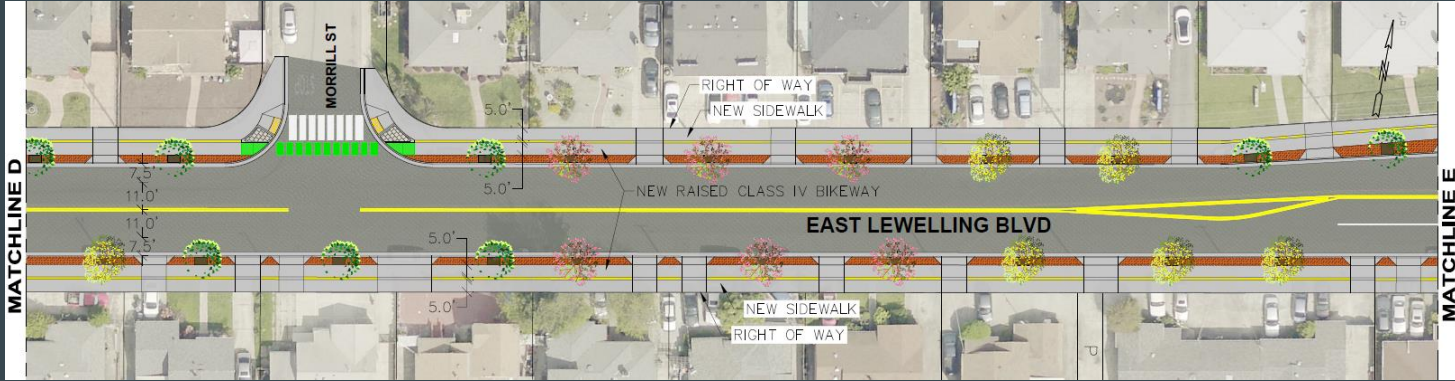 MATCHLINE D
MORRILL ST
RIGHT OF WAY
NEW SIDEWALK
5.0'
5.0'
7.5'
11.0'
11.0'
7.5'
NEW RAISED CLASS IV BIKEWAY
EAST LEWELLING BLVD
5.0'
5.0'
NEW SIDEWALK
RIGHT OF WAY
P
MATCHLINE E